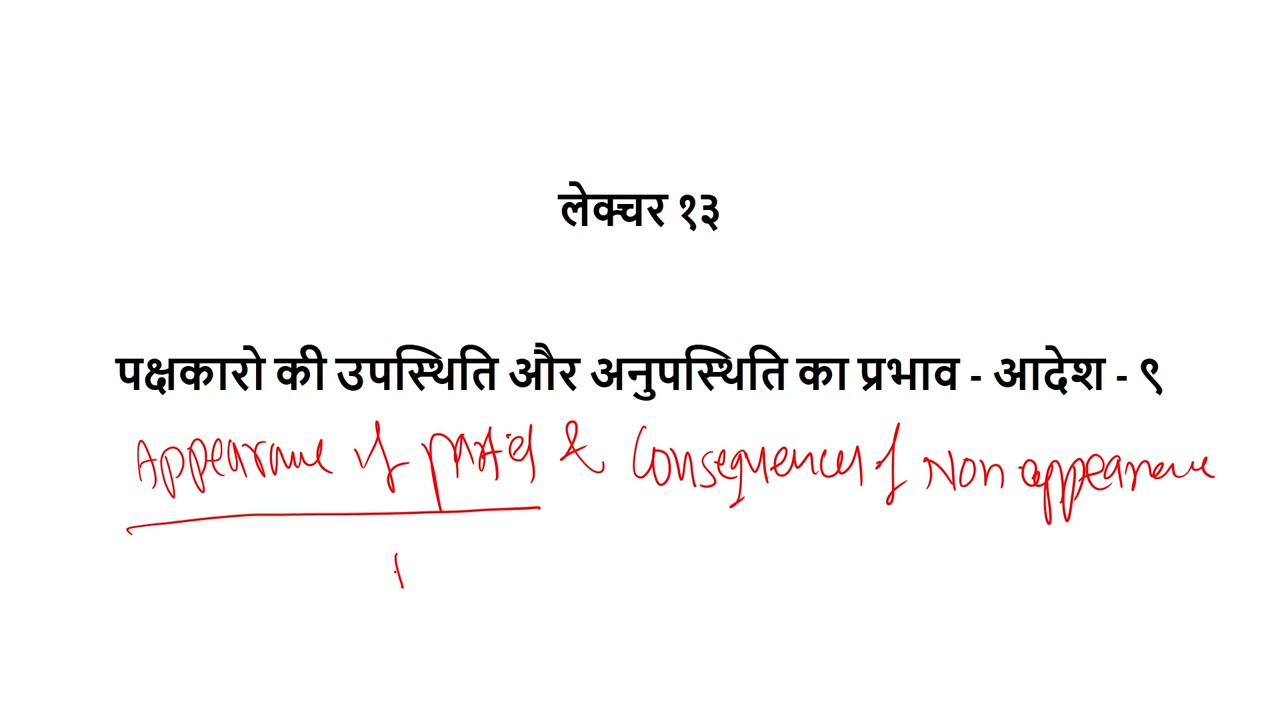 लेक्चर १३
पक्षकारो की उपस्थिति और अनुपस्थिति का प्रभाव - आदेश - ९
Appearance of parties & Consequences of Non appearance